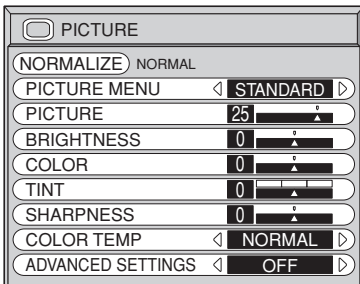 PICTURE
NORMALIZE NORMAL
PICTURE MENU STANDARD
PICTURE 25
BRIGHTNESS 0
COLOR 0
TINT 0
SHARPNESS 0
COLOR TEMP NORMAL
ADVANCED SETTINGS OFF